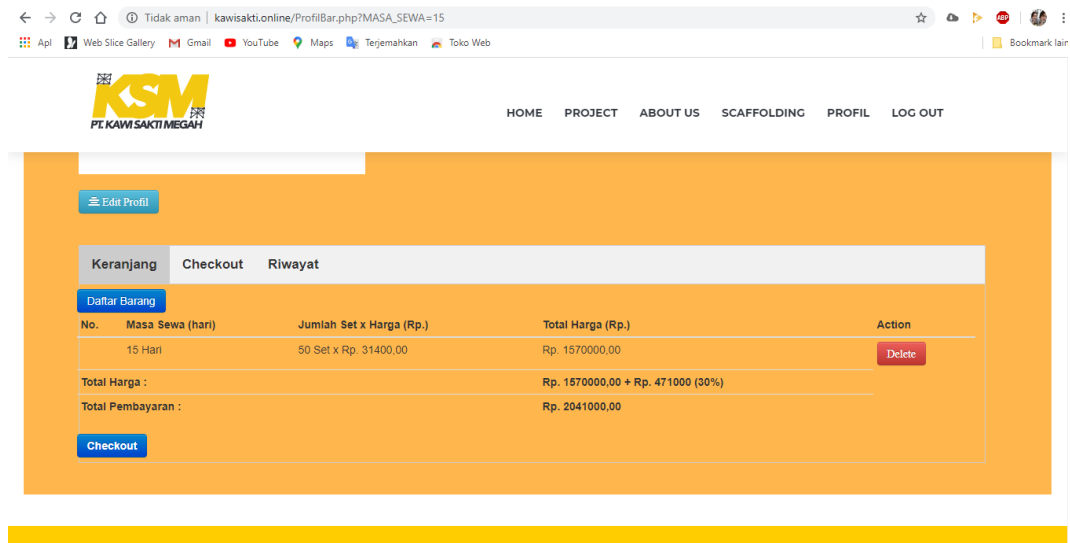 Tidak aman | kawisakti.online/ProfilBar.php?MASA_SEWA=15
ABP
Apl Web Slice Gallery Gmail YouTube Maps Terjemahkan Toko Web Bookmark lain
KSM
PT. KAWI SAKTI MEGAH
HOME PROJECT ABOUT US SCAFFOLDING PROFIL LOG OUT
Edit Profil
Keranjang Checkout Riwayat
Daftar Barang
No. Masa Sewa (hari) Jumlah Set x Harga (Rp.) Total Harga (Rp.) Action
15 Hari 50 Set x Rp. 31400,00 Rp. 1570000,00 Delete
Total Harga : Rp. 1570000,00 + Rp. 471000 (30%)
Total Pembayaran : Rp. 2041000,00
Checkout